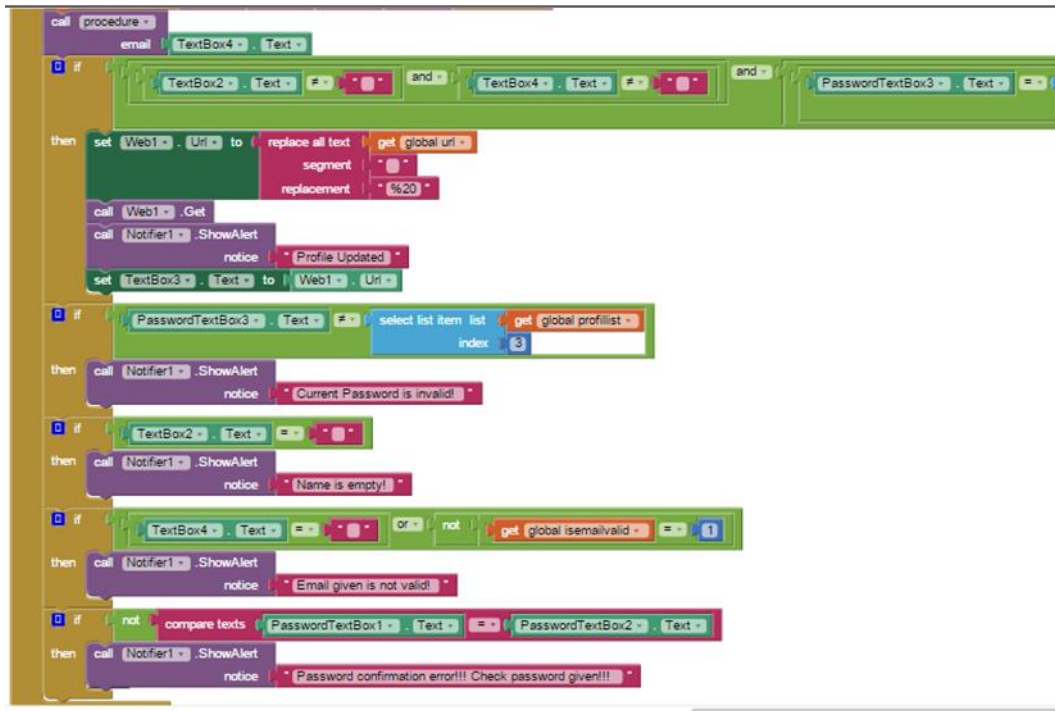 call procedure
email TextBox4 . Text
if TextBox2 . Text ≠ " " and TextBox4 . Text ≠ " " and PasswordTextBox3 . Text =
then set Web1 . Url to replace all text get global url
segment " "
replacement " %20 "
call Web1 .Get
call Notifier1 .ShowAlert
notice " Profile Updated "
set TextBox3 . Text to Web1 . Url
if PasswordTextBox3 . Text ≠ select list item list get global profillist
index 3
then call Notifier1 .ShowAlert
notice " Current Password is invalid! "
if TextBox2 . Text = " "
then call Notifier1 .ShowAlert
notice " Name is empty! "
if TextBox4 . Text = " " or not get global isemailvalid = 1
then call Notifier1 .ShowAlert
notice " Email given is not valid! "
if not compare texts PasswordTextBox1 . Text = PasswordTextBox2 . Text
then call Notifier1 .ShowAlert
notice " Password confirmation error!!! Check password given!!! "